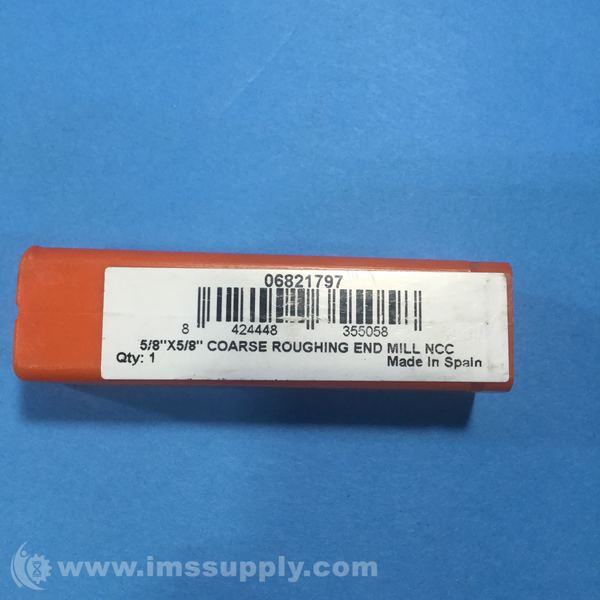 06821797
8 424448 355058
5/8"X5/8" COARSE ROUGHING END MILL NCC
Qty: 1 Made In Spain
www.imssupply.com